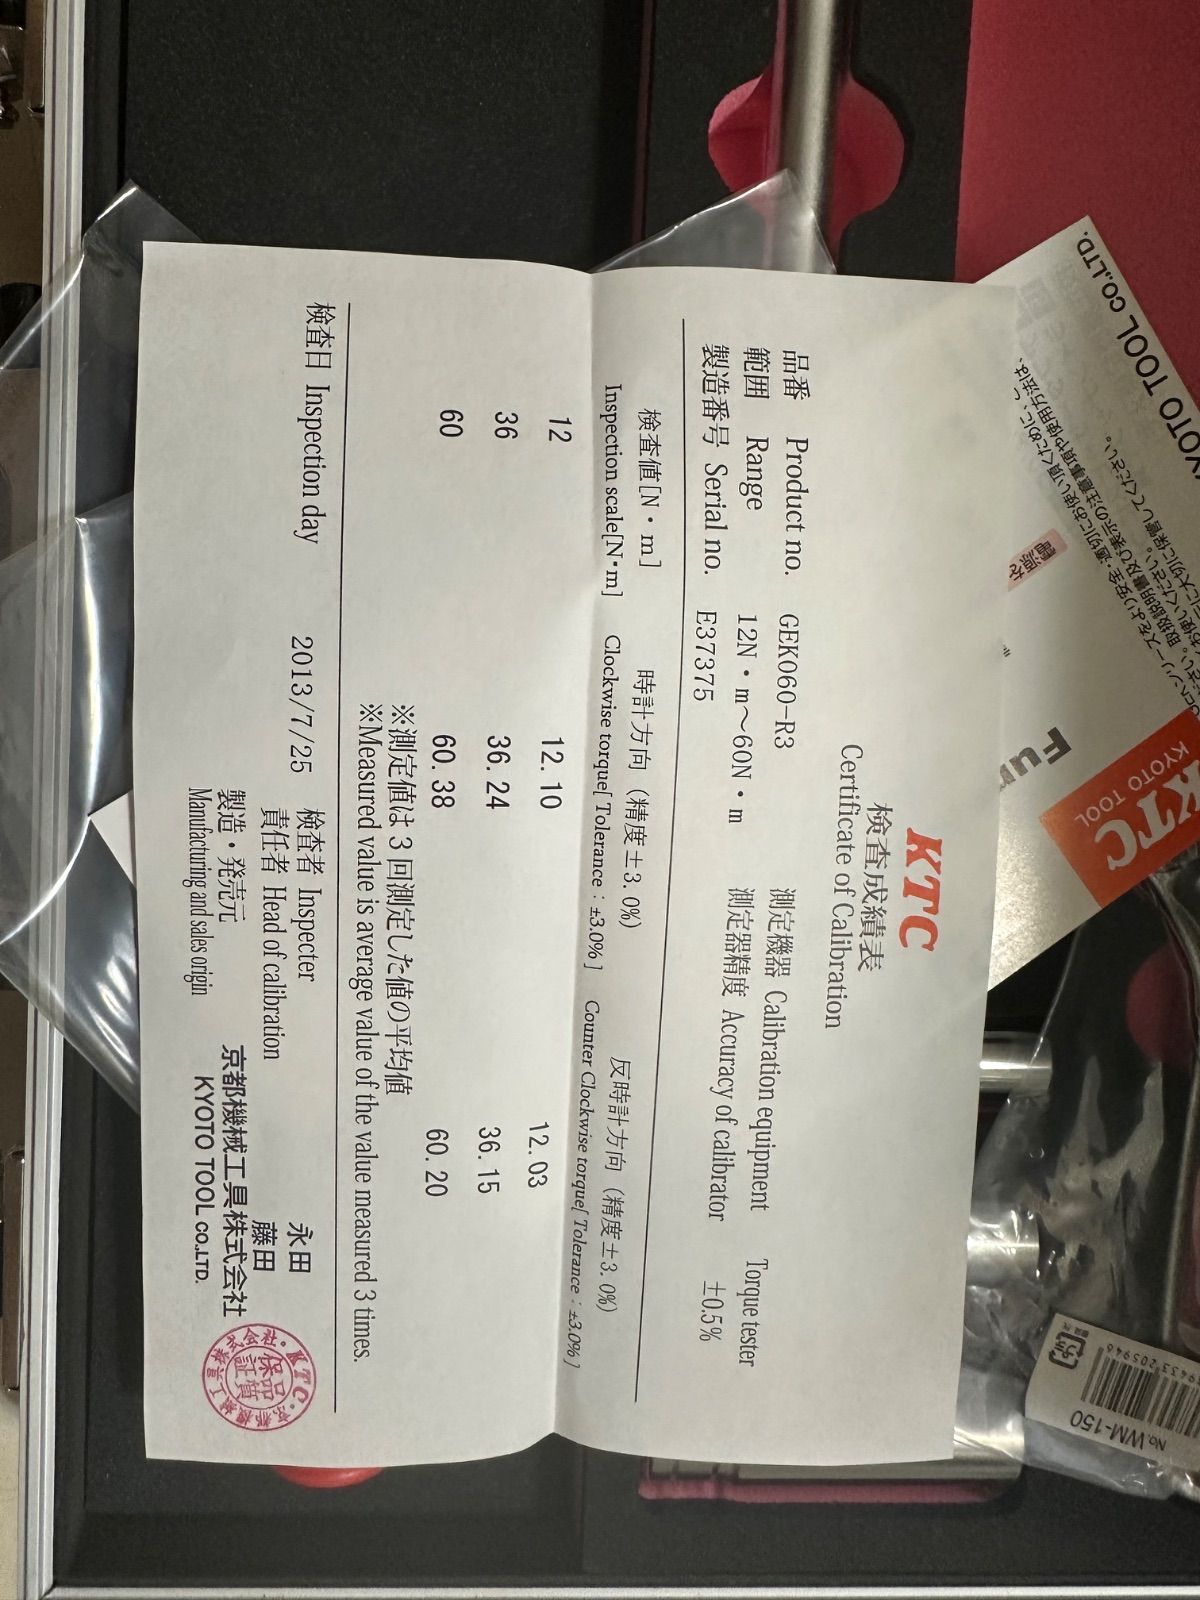 KTC
検査成績表
Certificate of Calibration
品番 Product no. GEK060-R3 測定機器 Calibration equipment Torque tester
範囲 Range 12N・m～60N・m 測定器精度 Accuracy of calibrator ±0.5%
製造番号 Serial no. E37375
検査値[N・m] 時計方向（精度±3.0%） 反時計方向（精度±3.0%）
Inspection scale[N・m] Clockwise torque[ Tolerance : ±3.0% ] Counter Clockwise torque[ Tolerance : ±3.0% ]
12 12.10 12.03
36 36.24 36.15
60 60.38 60.20
※測定値は3回測定した値の平均値
※Measured value is average value of the value measured 3 times.
検査日 Inspection day 2013/7/25 検査者 Inspecter 永田
責任者 Head of calibration 藤田
製造・発売元 京都機械工具株式会社
Manufacturing and sales origin KYOTO TOOL CO.,LTD.
KTC
品質
保証
KYOTO TOOL CO.,LTD.
KTC
KYOTO TOOL
No.WM-150